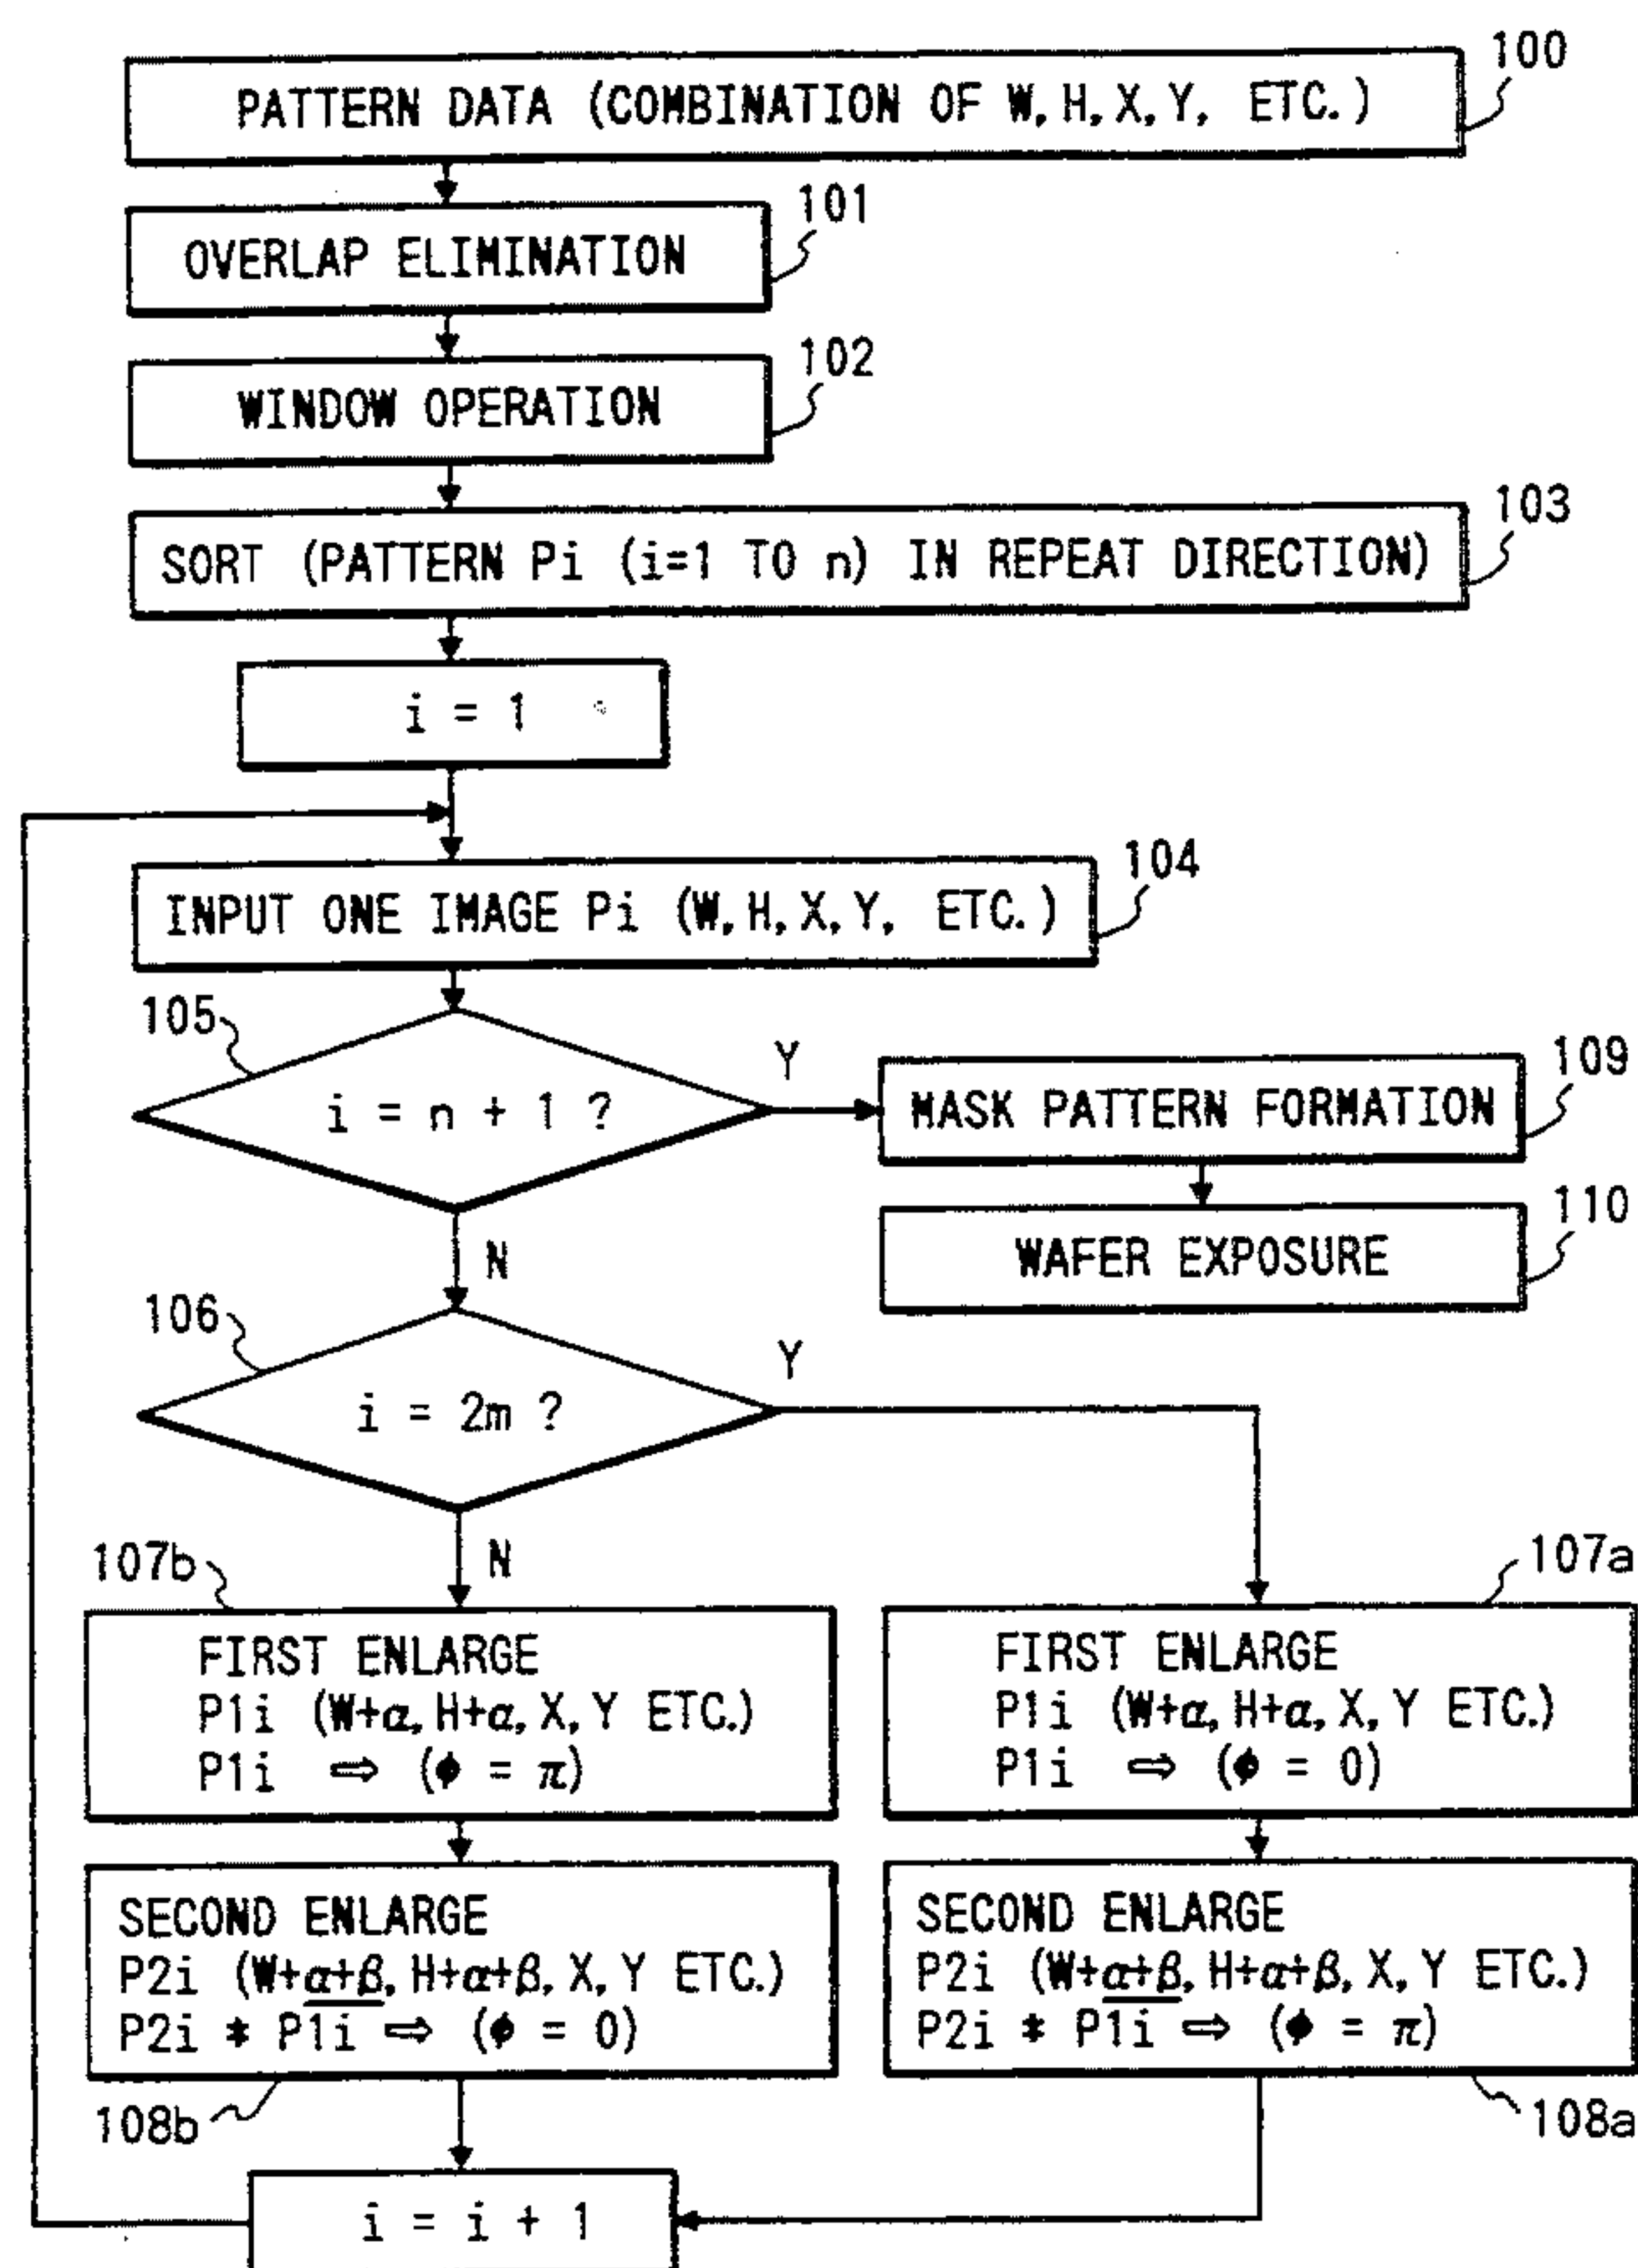 100
PATTERN DATA (COMBINATION OF W, H, X, Y, ETC.)
101
OVERLAP ELIMINATION
102
WINDOW OPERATION
103
SORT (PATTERN Pi (i=1 TO n) IN REPEAT DIRECTION)
i = 1
104
INPUT ONE IMAGE Pi (W, H, X, Y, ETC.)
105
i = n + 1 ?
Y
109
MASK PATTERN FORMATION
N
110
WAFER EXPOSURE
106
i = 2m ?
Y
N
107b
FIRST ENLARGE
P1i (W+α, H+α, X, Y ETC.)
P1i ⇒ (ϕ = π)
107a
FIRST ENLARGE
P1i (W+α, H+α, X, Y ETC.)
P1i ⇒ (ϕ = 0)
SECOND ENLARGE
P2i (W+α+β, H+α+β, X, Y ETC.)
P2i * P̅1̅i̅ ⇒ (ϕ = 0)
108b
SECOND ENLARGE
P2i (W+α+β, H+α+β, X, Y ETC.)
P2i * P̅1̅i̅ ⇒ (ϕ = π)
108a
i = i + 1